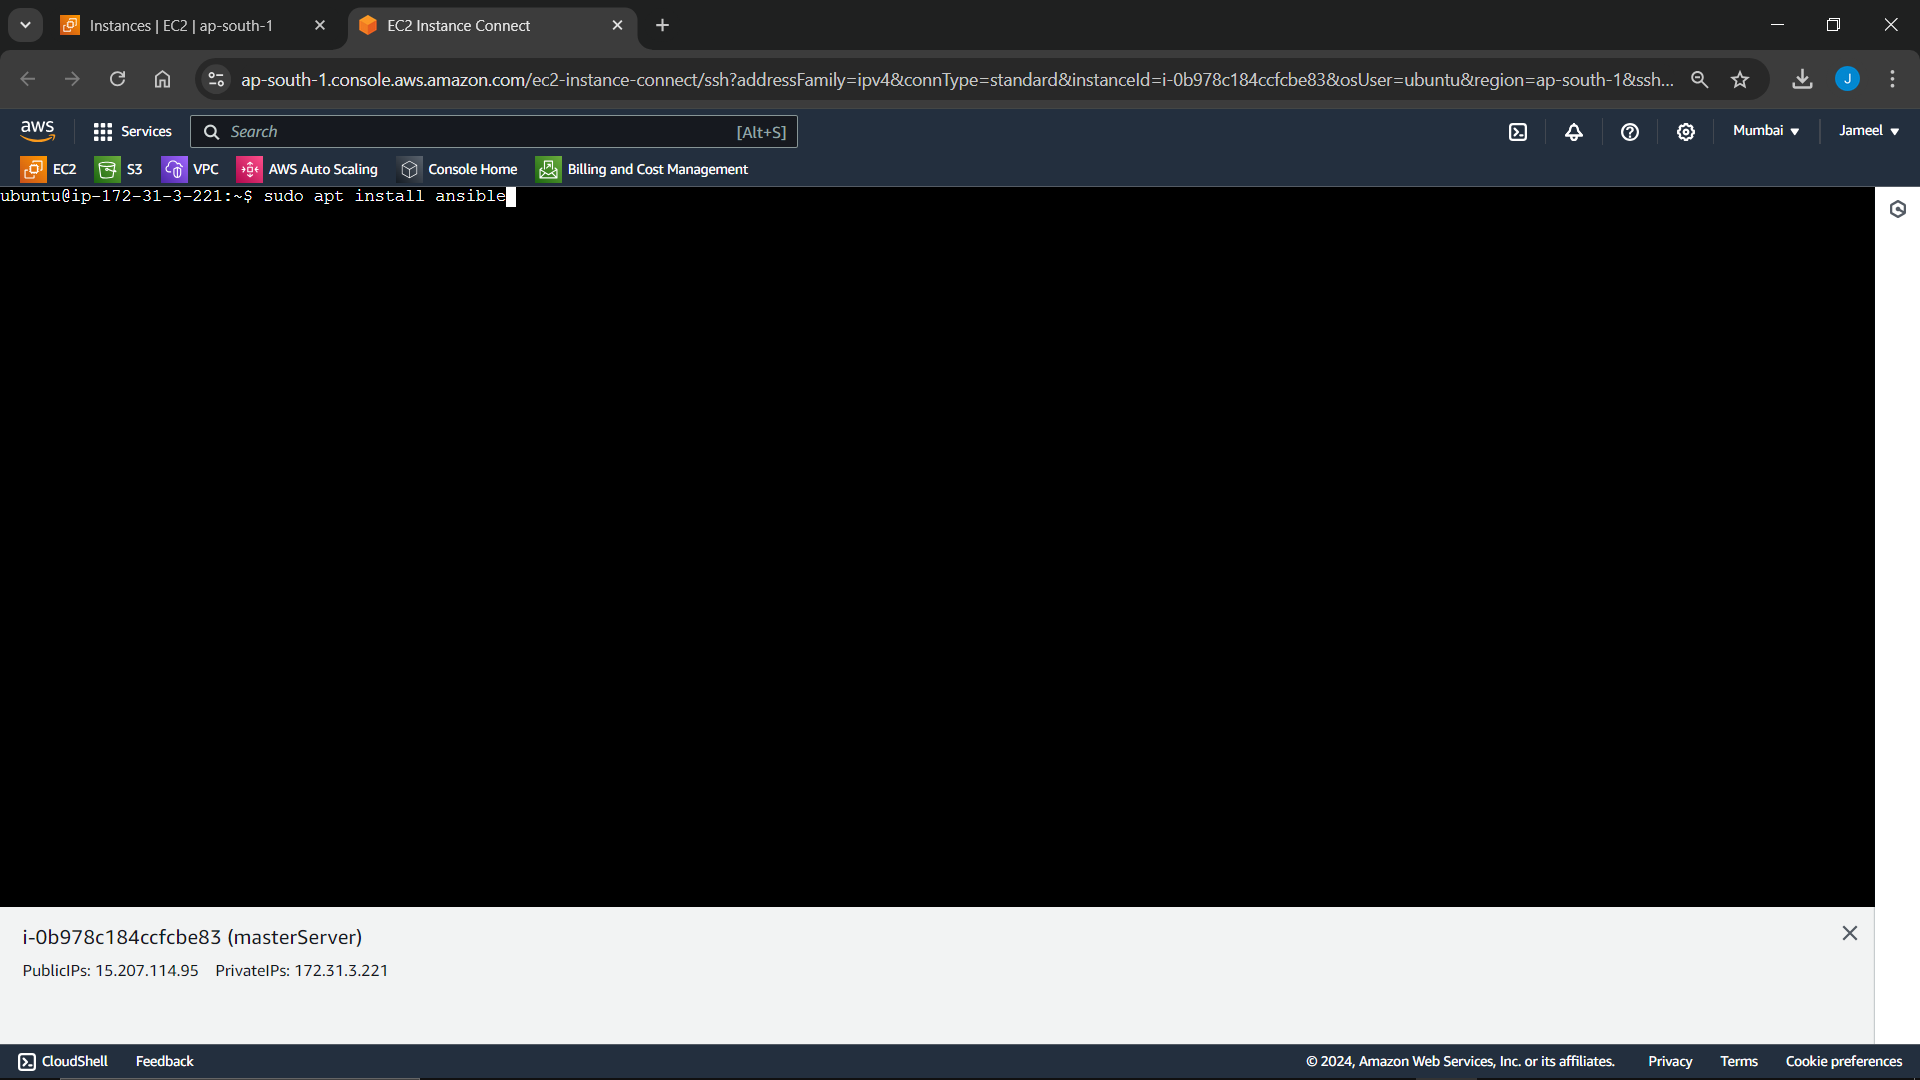 Instances | EC2 | ap-south-1
EC2 Instance Connect
ap-south-1.console.aws.amazon.com/ec2-instance-connect/ssh?addressFamily=ipv4&connType=standard&instanceId=i-0b978c184ccfcbe83&osUser=ubuntu&region=ap-south-1&ssh...
J
aws
Services
Search
[Alt+S]
Mumbai
Jameel
EC2
S3
VPC
AWS Auto Scaling
Console Home
Billing and Cost Management
ubuntu@ip-172-31-3-221:~$ sudo apt install ansible
i-0b978c184ccfcbe83 (masterServer)
PublicIPs: 15.207.114.95 PrivateIPs: 172.31.3.221
CloudShell
Feedback
© 2024, Amazon Web Services, Inc. or its affiliates.
Privacy
Terms
Cookie preferences